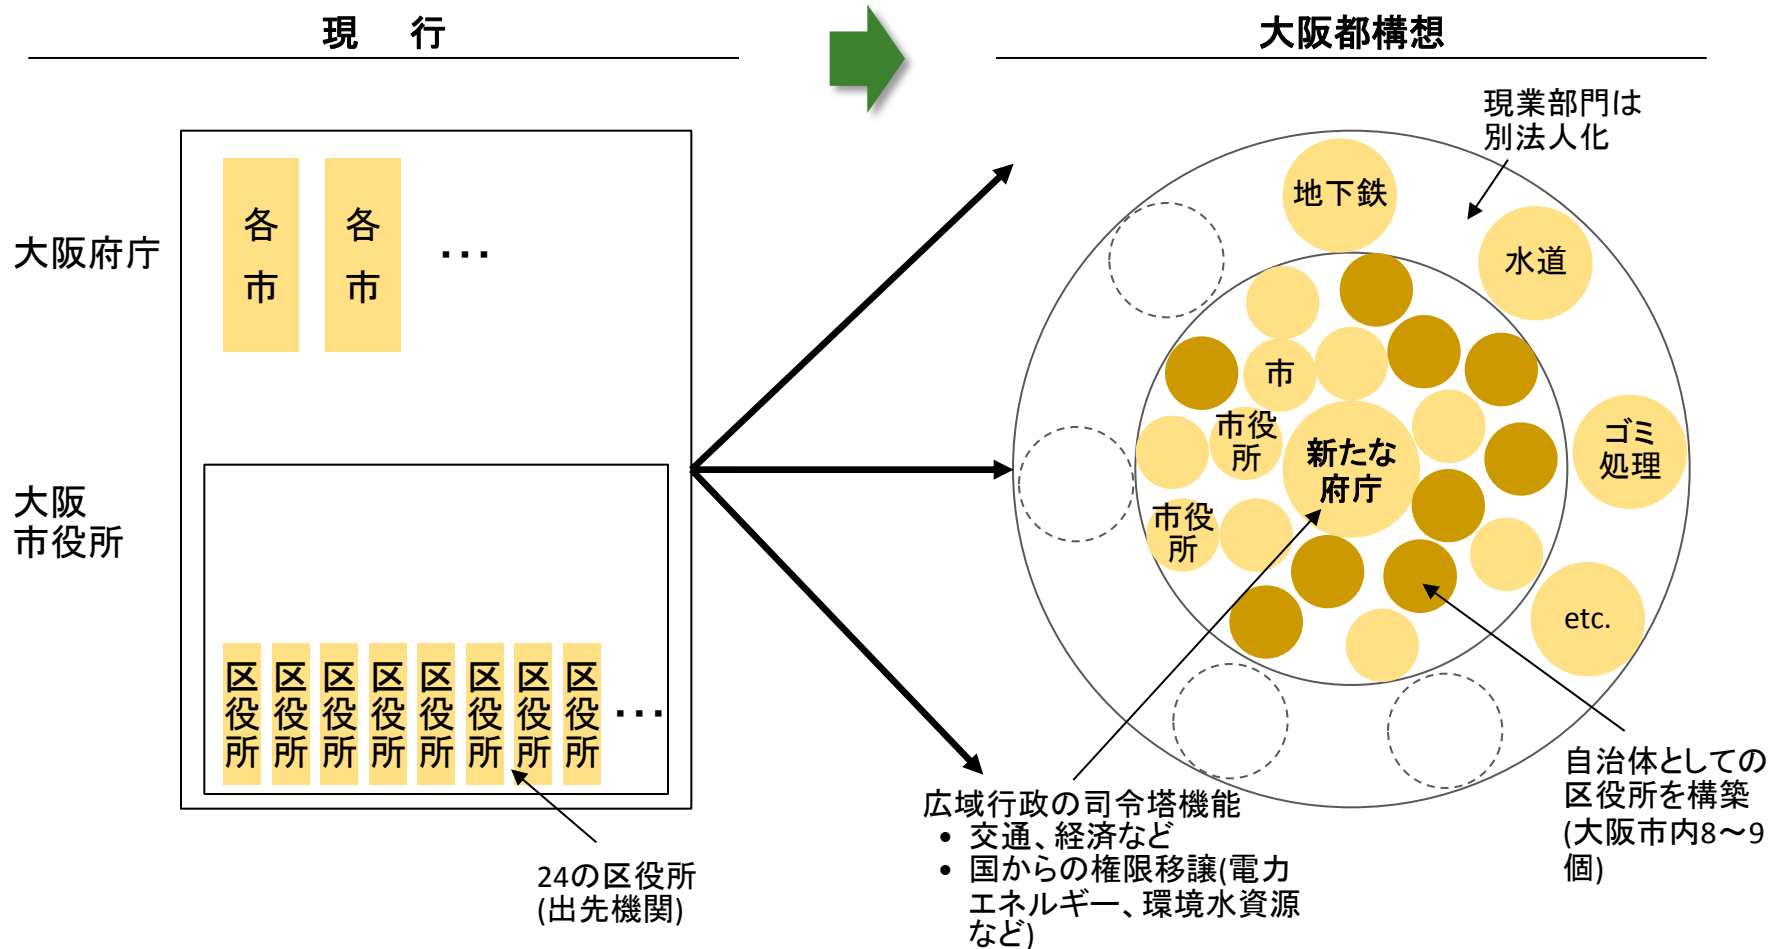 現　行
大阪都構想
大阪府庁
各
市
各
市
・・・
大阪
市役所
区役所
区役所
区役所
区役所
区役所
区役所
区役所
区役所
・・・
24の区役所
(出先機関)
現業部門は
別法人化
地下鉄
水道
ゴミ
処理
etc.
市
市役
所
市役
所
新たな
府庁
広域行政の司令塔機能
• 交通、経済など
• 国からの権限移譲(電力
エネルギー、環境水資源
など)
自治体としての
区役所を構築
(大阪市内8～9
個)